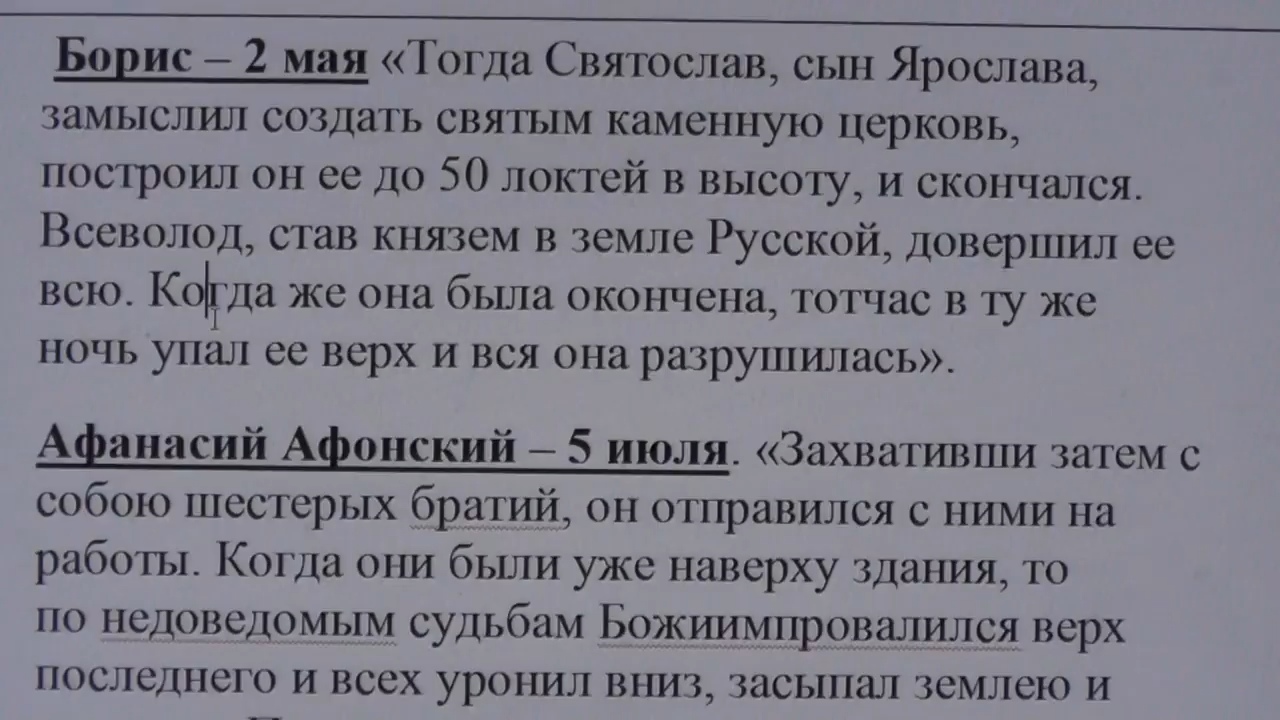 Борис – 2 мая «Тогда Святослав, сын Ярослава,
замыслил создать святым каменную церковь,
построил он ее до 50 локтей в высоту, и скончался.
Всеволод, став князем в земле Русской, довершил ее
всю. Когда же она была окончена, тотчас в ту же
ночь упал ее верх и вся она разрушилась».
Афанасий Афонский – 5 июля. «Захвативши затем с
собою шестерых братий, он отправился с ними на
работы. Когда они были уже наверху здания, то
по недоведомым судьбам Божиимпровалился верх
последнего и всех уронил вниз, засыпал землею и